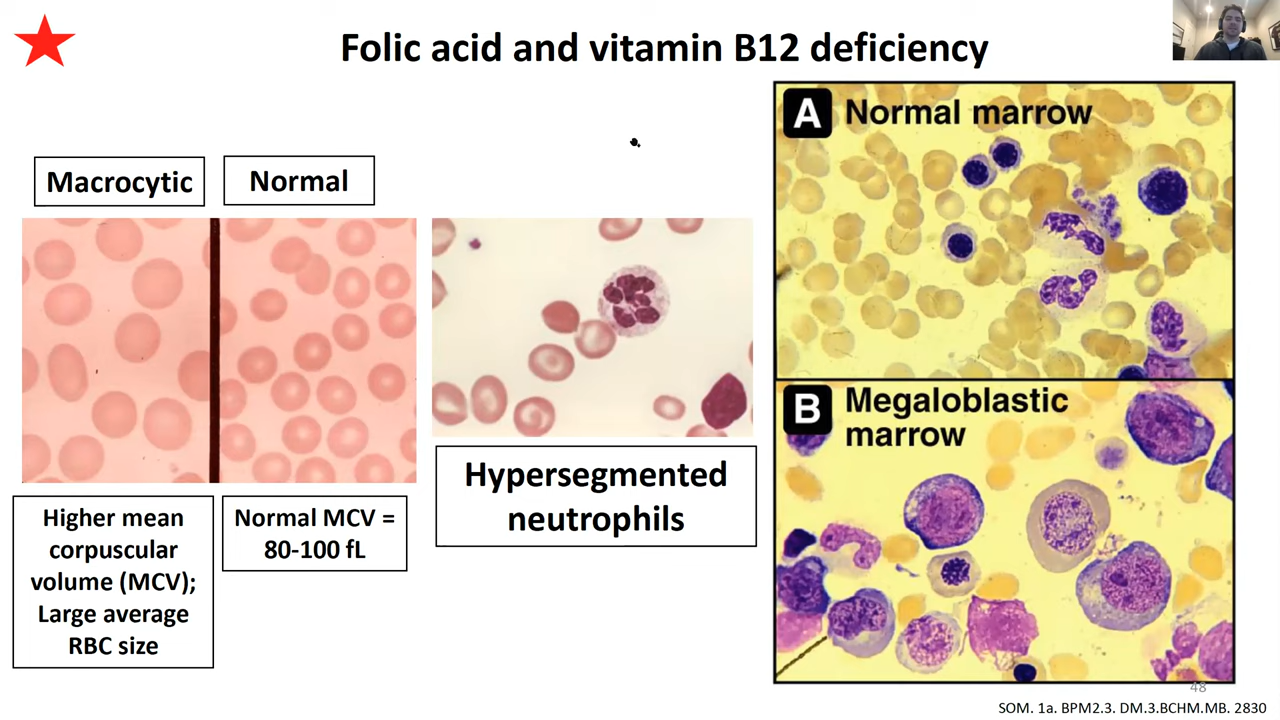 Folic acid and vitamin B12 deficiency
Macrocytic
Normal
Higher mean
corpuscular
volume (MCV);
Large average
RBC size
Normal MCV =
80-100 fL
Hypersegmented
neutrophils
A Normal marrow
B Megaloblastic
marrow
48
SOM. 1a. BPM2.3. DM.3.BCHM.MB. 2830